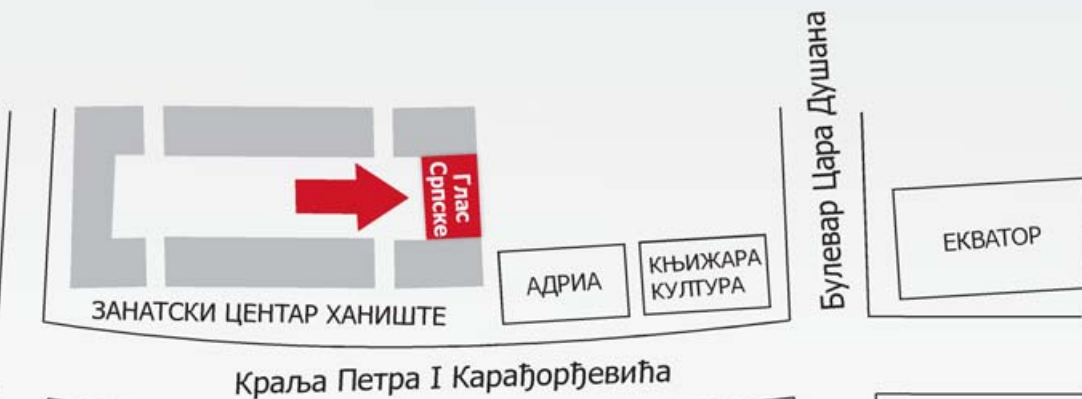 Булевар Цара Душана
Глас
Српске
ЕКВАТОР
АДРИА
КЊИЖАРА
КУЛТУРА
ЗАНАТСКИ ЦЕНТАР ХАНИШТЕ
Краља Петра I Карађорђевића